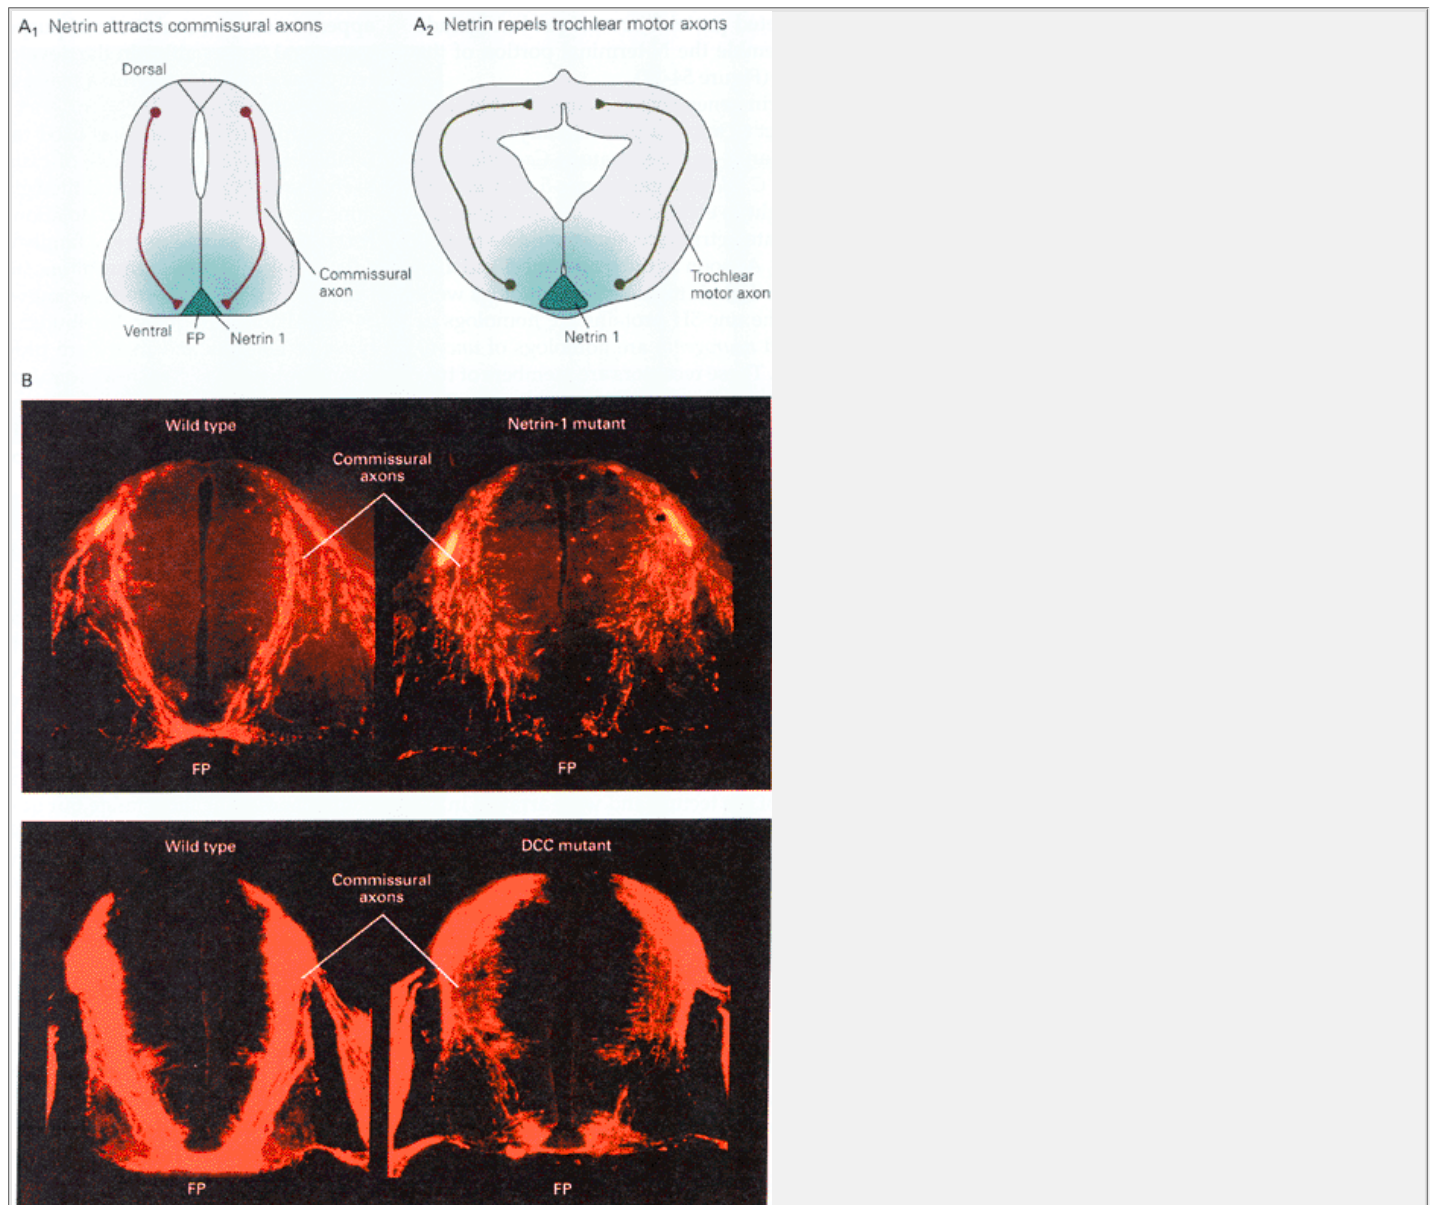 A1 Netrin attracts commissural axons
A2 Netrin repels trochlear motor axons
Dorsal
Commissural
axon
Ventral
FP
Netrin 1
Trochlear
motor axon
Netrin 1
B
Wild type
Netrin-1 mutant
Commissural
axons
FP
FP
Wild type
DCC mutant
Commissural
axons
FP
FP